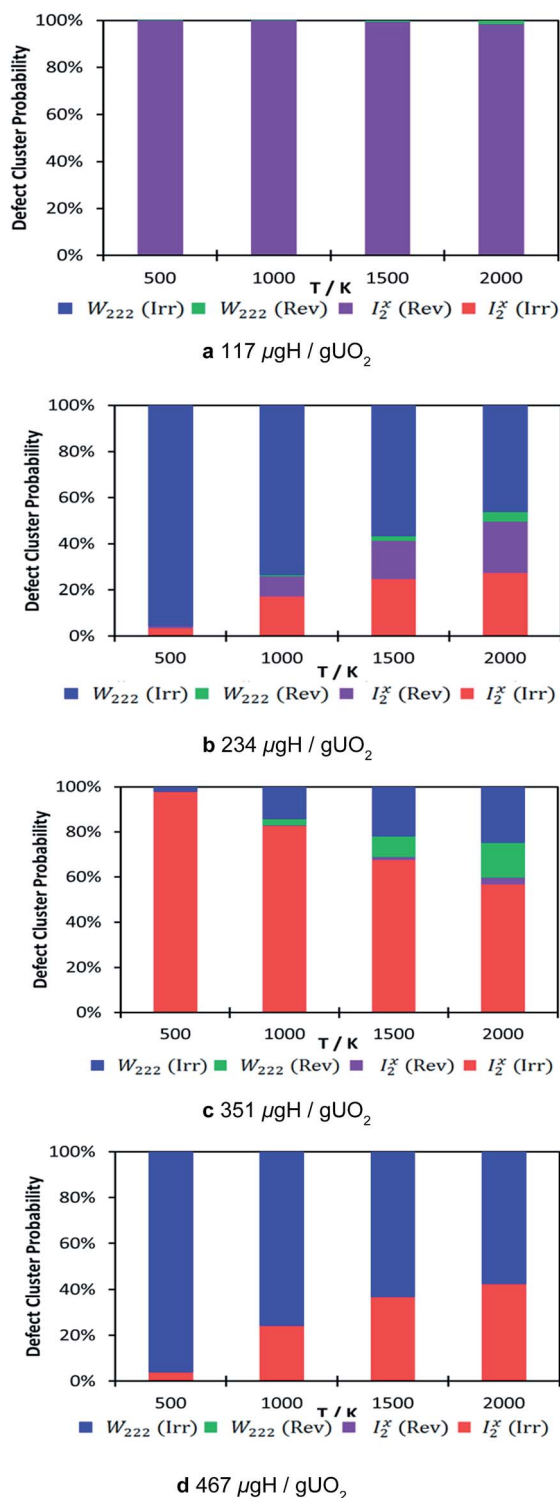 100%
80%
60%
40%
20%
0%
Defect Cluster Probability
500 1000 1500 2000
T / K
W₂₂₂ (Irr) W₂₂₂ (Rev) I₂ˣ (Rev) I₂ˣ (Irr)
a 117 µgH / gUO₂
100%
80%
60%
40%
20%
0%
Defect Cluster Probability
500 1000 1500 2000
T / K
W₂₂₂ (Irr) W₂₂₂ (Rev) I₂ˣ (Rev) I₂ˣ (Irr)
b 234 µgH / gUO₂
100%
80%
60%
40%
20%
0%
Defect Cluster Probability
500 1000 1500 2000
T / K
W₂₂₂ (Irr) W₂₂₂ (Rev) I₂ˣ (Rev) I₂ˣ (Irr)
c 351 µgH / gUO₂
100%
80%
60%
40%
20%
0%
Defect Cluster Probability
500 1000 1500 2000
T / K
W₂₂₂ (Irr) W₂₂₂ (Rev) I₂ˣ (Rev) I₂ˣ (Irr)
d 467 µgH / gUO₂